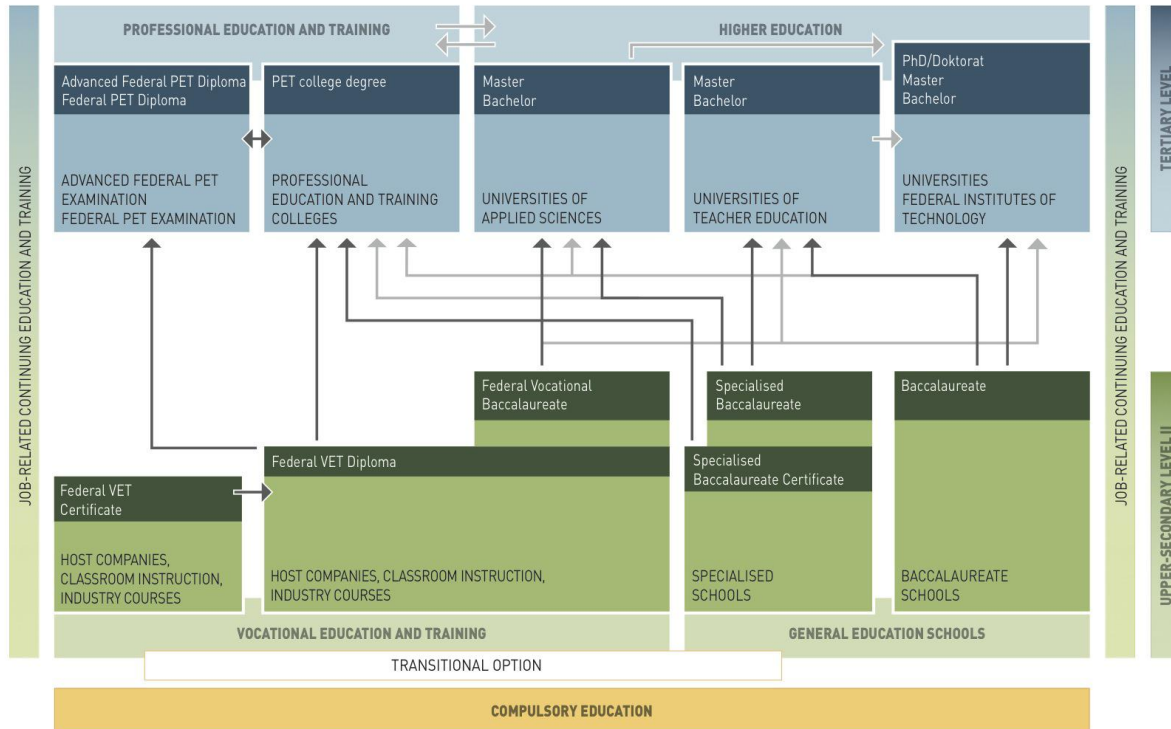 PROFESSIONAL EDUCATION AND TRAINING
HIGHER EDUCATION
Advanced Federal PET Diploma
Federal PET Diploma
ADVANCED FEDERAL PET
EXAMINATION
FEDERAL PET EXAMINATION
PET college degree
PROFESSIONAL
EDUCATION AND TRAINING
COLLEGES
Master
Bachelor
UNIVERSITIES OF
APPLIED SCIENCES
Master
Bachelor
UNIVERSITIES OF
TEACHER EDUCATION
PhD/Doktorat
Master
Bachelor
UNIVERSITIES
FEDERAL INSTITUTES OF
TECHNOLOGY
JOB-RELATED CONTINUING EDUCATION AND TRAINING
JOB-RELATED CONTINUING EDUCATION AND TRAINING
TERTIARY LEVEL
UPPER-SECONDARY LEVEL II
Federal VET
Certificate
HOST COMPANIES,
CLASSROOM INSTRUCTION,
INDUSTRY COURSES
Federal Vocational
Baccalaureate
Federal VET Diploma
HOST COMPANIES, CLASSROOM INSTRUCTION,
INDUSTRY COURSES
Specialised
Baccalaureate
Specialised
Baccalaureate Certificate
SPECIALISED
SCHOOLS
Baccalaureate
BACCALAUREATE
SCHOOLS
VOCATIONAL EDUCATION AND TRAINING
GENERAL EDUCATION SCHOOLS
TRANSITIONAL OPTION
COMPULSORY EDUCATION